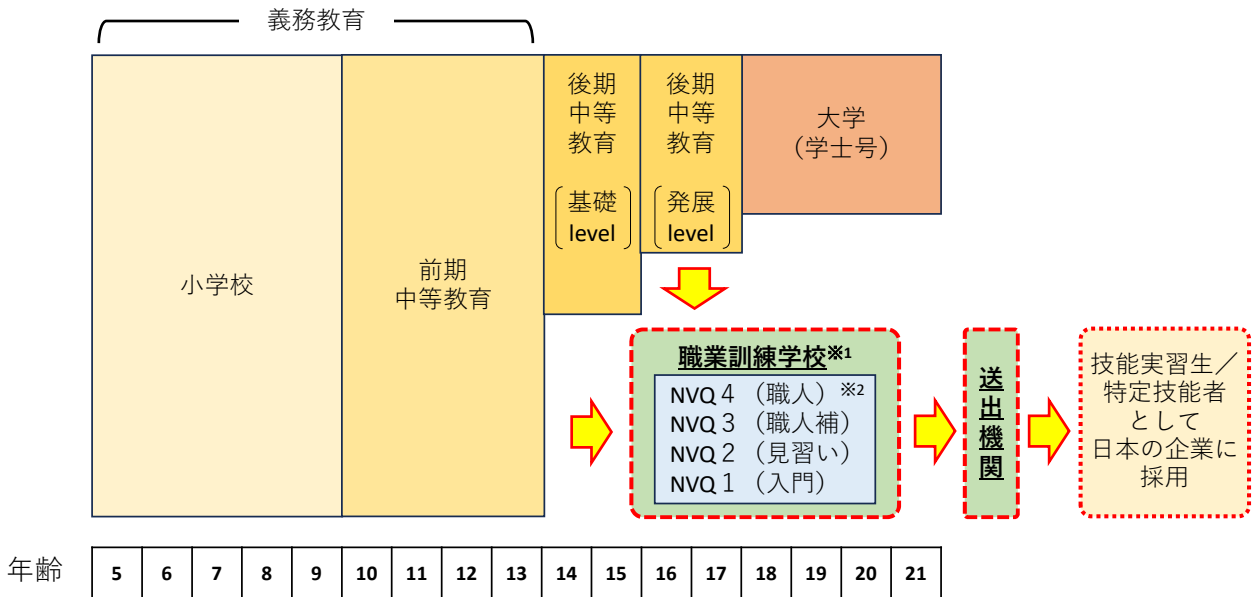 義務教育
小学校
前期
中等教育
後期
中等
教育
基礎
level
後期
中等
教育
発展
level
大学
（学士号）
職業訓練学校※1
NVQ４（職人）※2
NVQ３（職人補）
NVQ２（見習い）
NVQ１（入門）
送出機関
技能実習生／
特定技能者
として
日本の企業に
採用
年齢 5 6 7 8 9 10 11 12 13 14 15 16 17 18 19 20 21